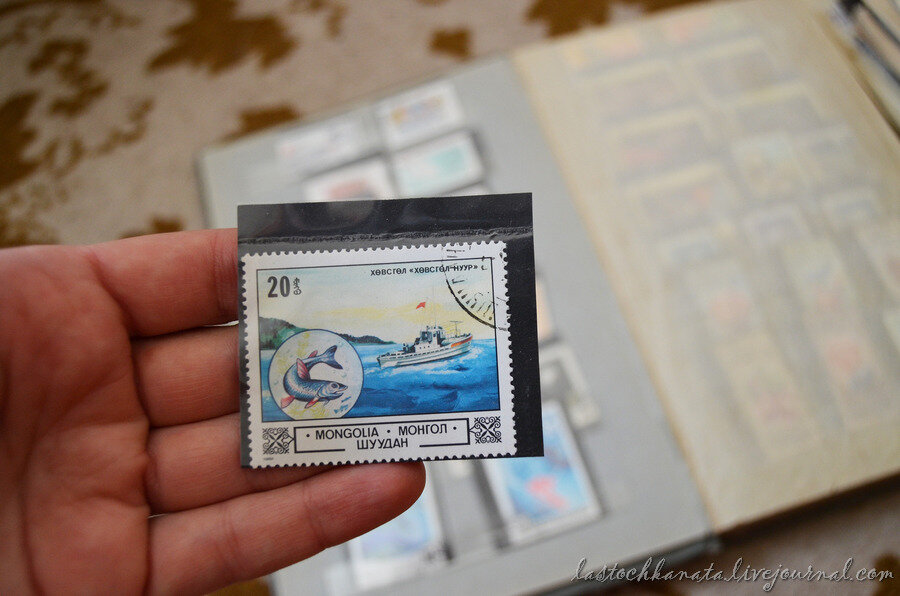 ХӨВСГӨЛ «ХӨВСГӨЛ НУУР»
20
MONGOLIA · МОНГОЛ
ШУУДАН
lastochkanata.livejournal.com